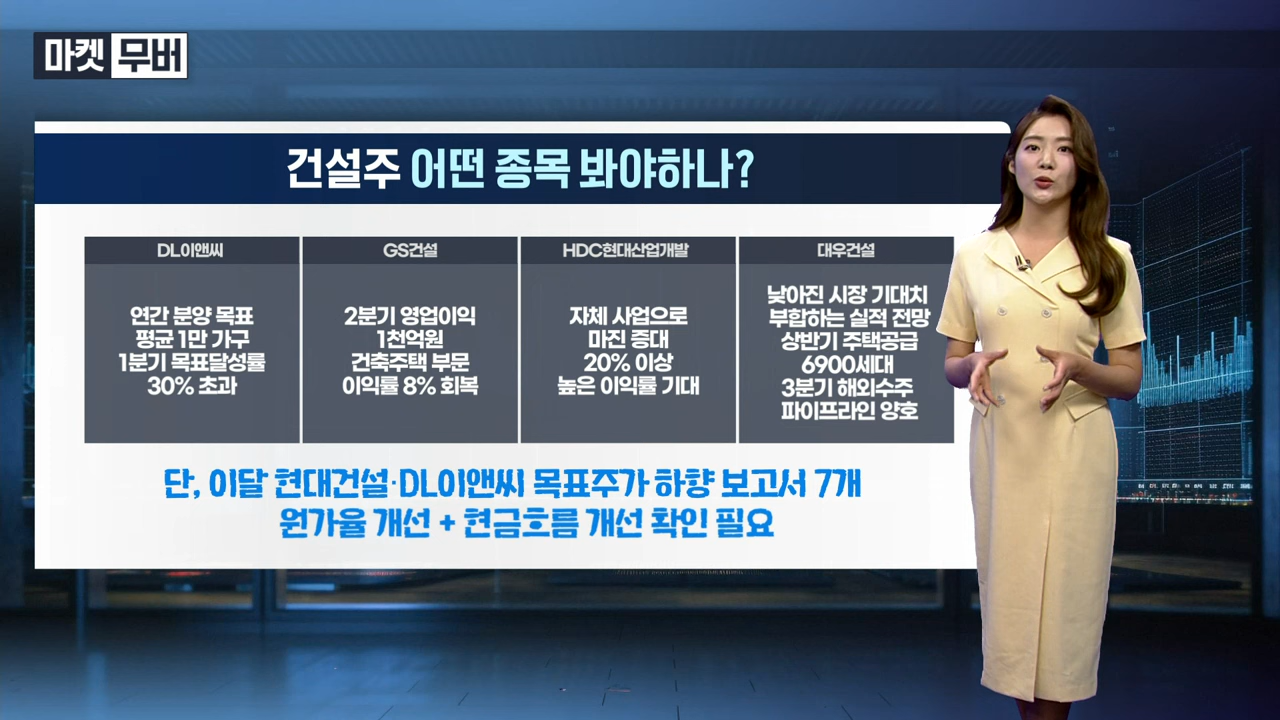 마켓무버
건설주 어떤 종목 봐야하나?
DL이앤씨
연간 분양 목표
평균 1만 가구
1분기 목표달성률
30% 초과
GS건설
2분기 영업이익
1천억원
건축주택 부문
이익률 8% 회복
HDC현대산업개발
자체 사업으로
마진 증대
20% 이상
높은 이익률 기대
대우건설
낮아진 시장 기대치
부합하는 실적 전망
상반기 주택공급
6900세대
3분기 해외수주
파이프라인 양호
단, 이달 현대건설·DL이앤씨 목표주가 하향 보고서 7개
원가율 개선 + 현금흐름 개선 확인 필요